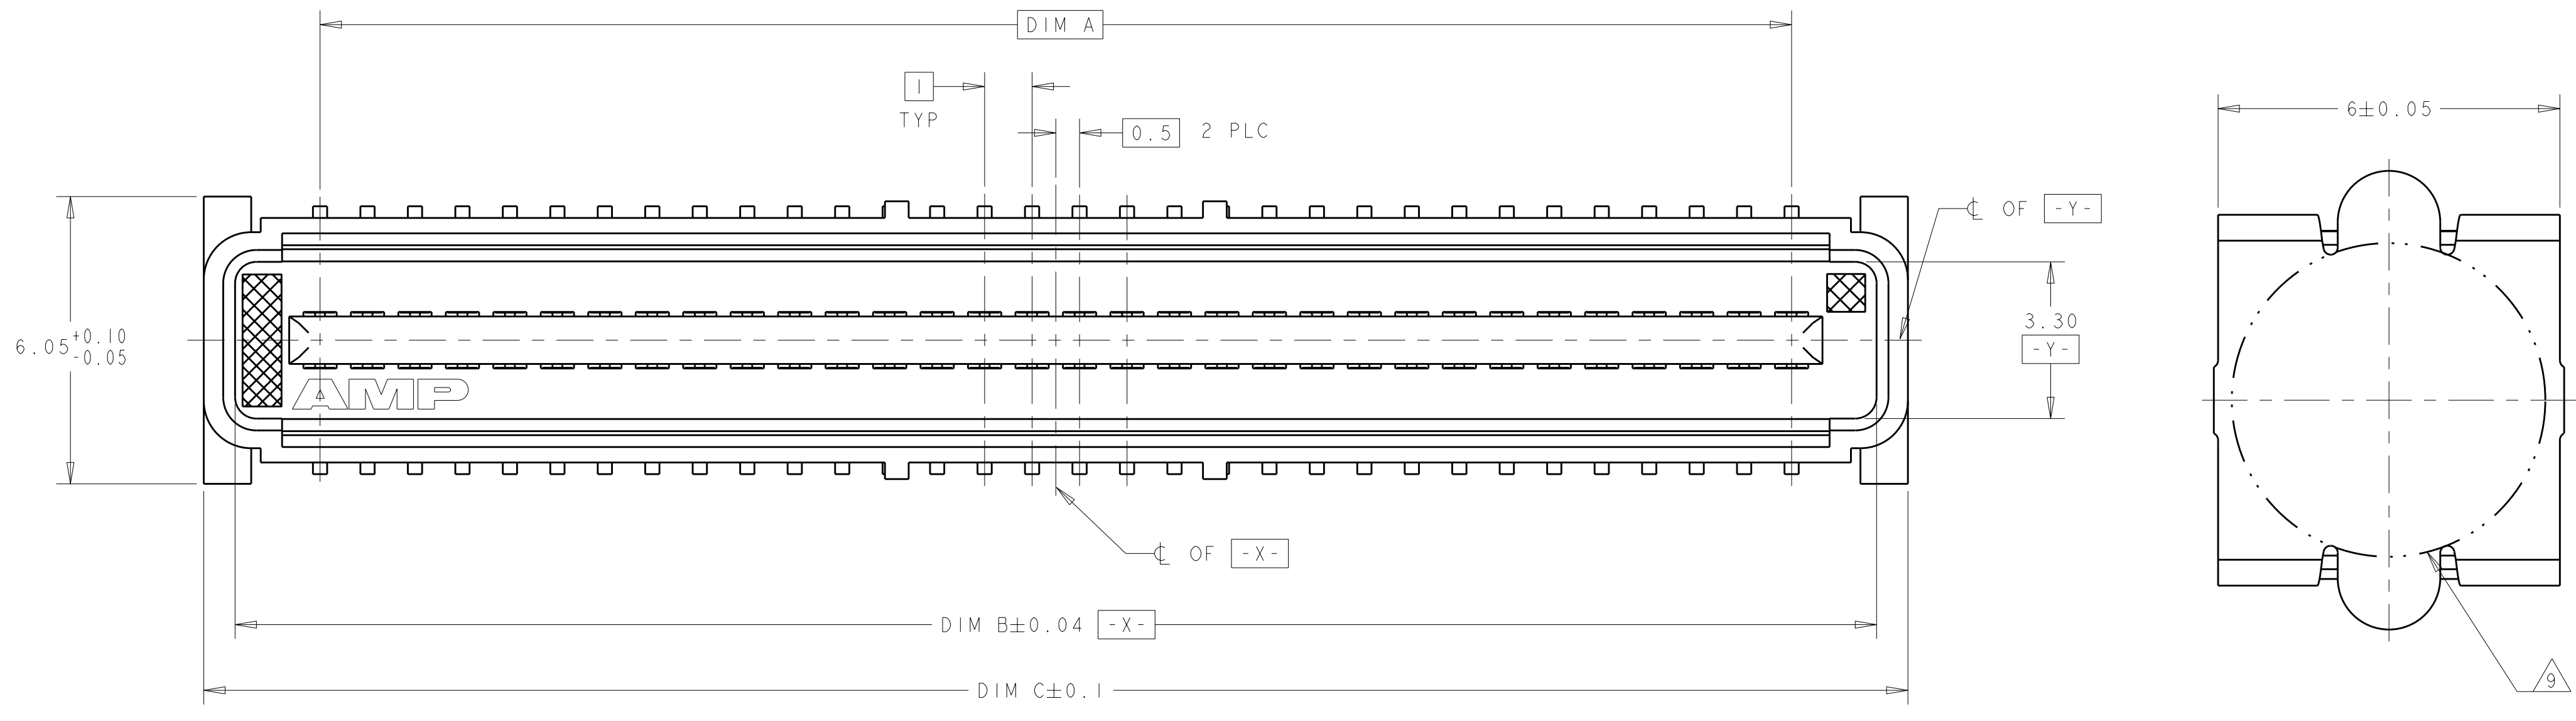 DIM A
1
TYP
0.5 2 PLC
6±0.05
℄ OF -Y-
6.05 +0.10 -0.05
3.30
-Y-
AMP
℄ OF -X-
DIM B±0.04 -X-
DIM C±0.1
9